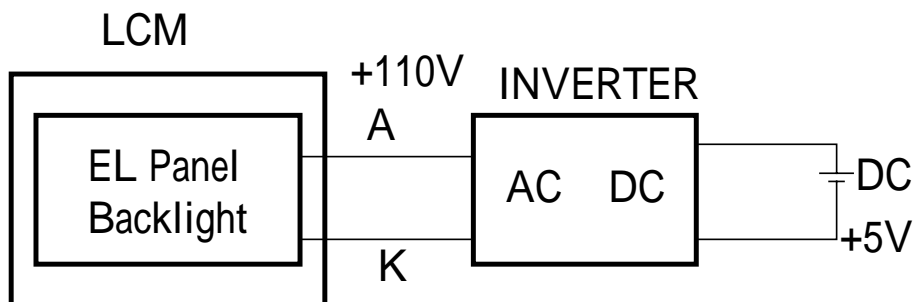 LCM
+110V
INVERTER
A
EL Panel
Backlight
AC DC
DC
+5V
K